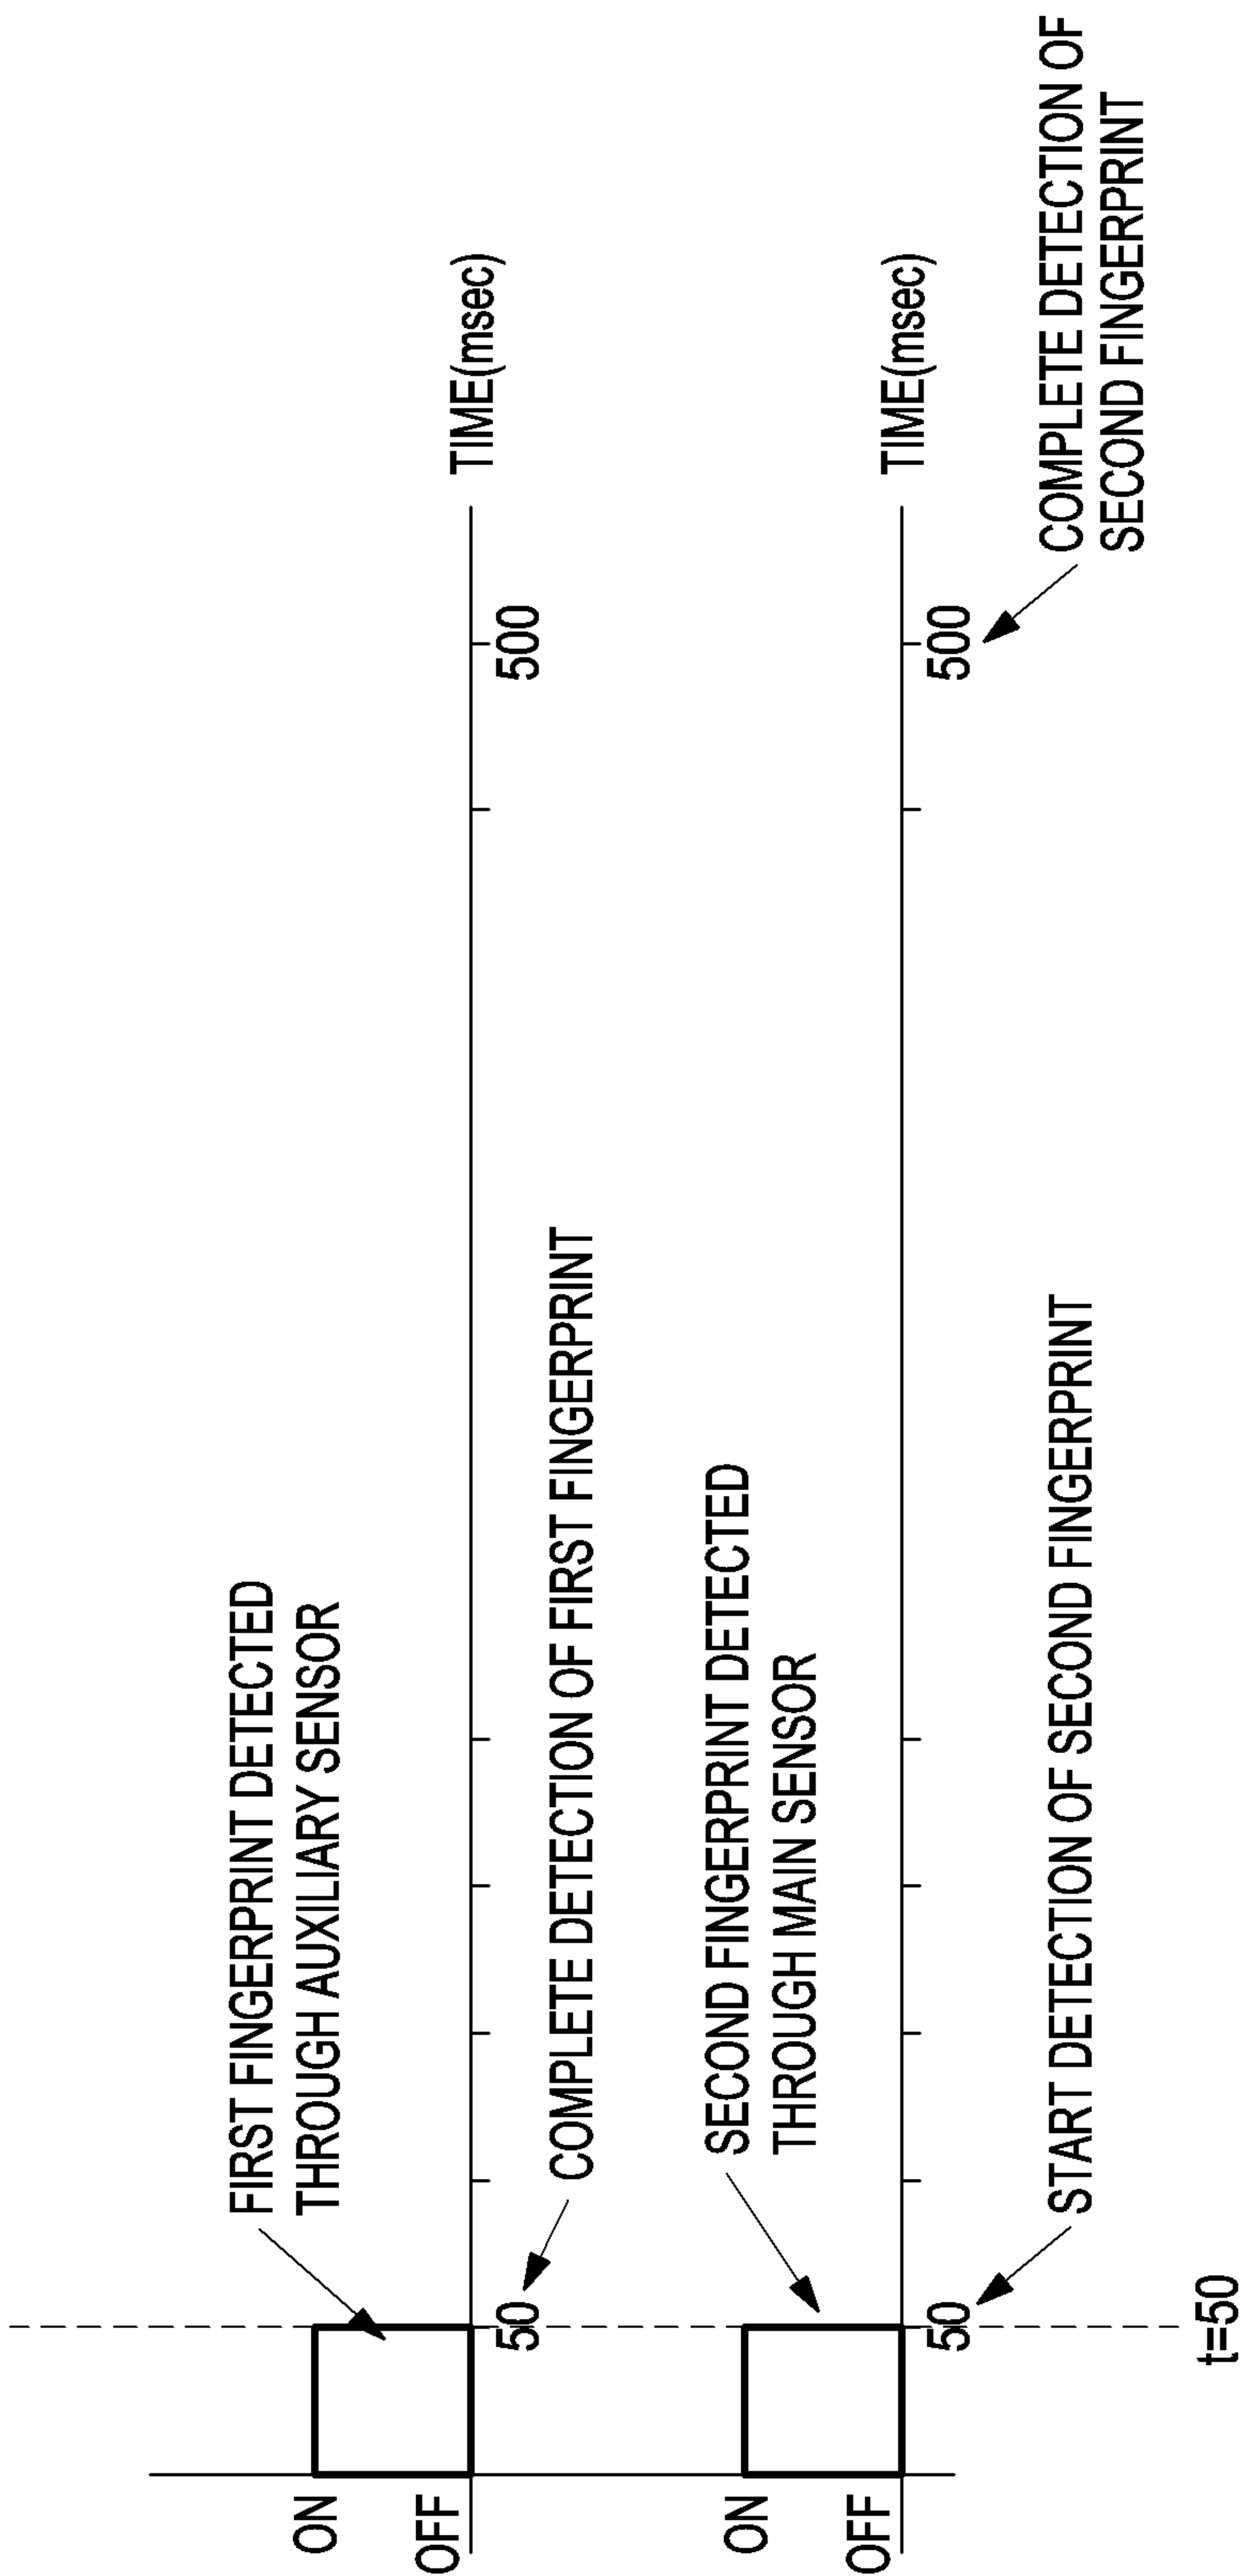 FIRST FINGERPRINT DETECTED
THROUGH AUXILIARY SENSOR
ON
OFF
50
500
TIME(msec)
COMPLETE DETECTION OF FIRST FINGERPRINT
SECOND FINGERPRINT DETECTED
THROUGH MAIN SENSOR
ON
OFF
50
500
TIME(msec)
START DETECTION OF SECOND FINGERPRINT
COMPLETE DETECTION OF
SECOND FINGERPRINT
t=50